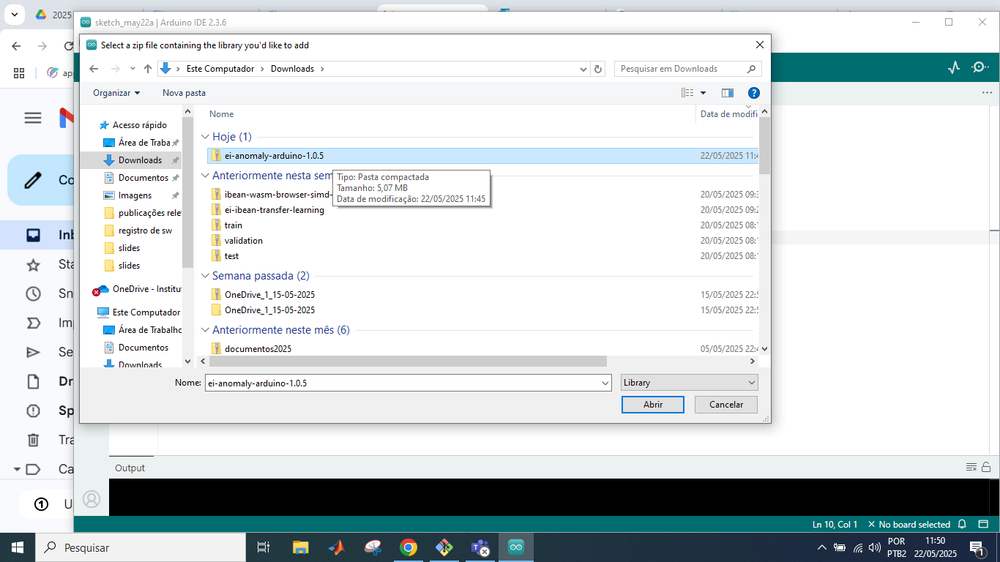 2025
sketch_may22a | Arduino IDE 2.3.6
Select a zip file containing the library you'd like to add
Este Computador > Downloads >
Pesquisar em Downloads
Organizar
Nova pasta
Nome
Data de modifi
Acesso rápido
Área de Traba
Downloads
Documentos
Imagens
publicações rele
registro de sw
slides
slides
OneDrive - Institu
Este Computador
Área de Trabalho
Documentos
Downloads
Hoje (1)
ei-anomaly-arduino-1.0.5 22/05/2025 11:4
Anteriormente nesta sem
Tipo: Pasta compactada
Tamanho: 5,07 MB
Data de modificação: 22/05/2025 11:45
ibean-wasm-browser-simd- 20/05/2025 09:3
ei-ibean-transfer-learning 20/05/2025 09:2
train 20/05/2025 08:1
validation 20/05/2025 08:1
test 20/05/2025 08:1
Semana passada (2)
OneDrive_1_15-05-2025 15/05/2025 22:5
OneDrive_1_15-05-2025 15/05/2025 22:5
Anteriormente neste mês (6)
documentos2025 05/05/2025 22:4
Nome: ei-anomaly-arduino-1.0.5
Library
Abrir
Cancelar
app
Co
Inb
Sta
Sn
Imp
Se
Dr
Sp
Tra
Ca
1
U
Output
Ln 10, Col 1
No board selected
Pesquisar
POR
PTB2
11:50
22/05/2025
1